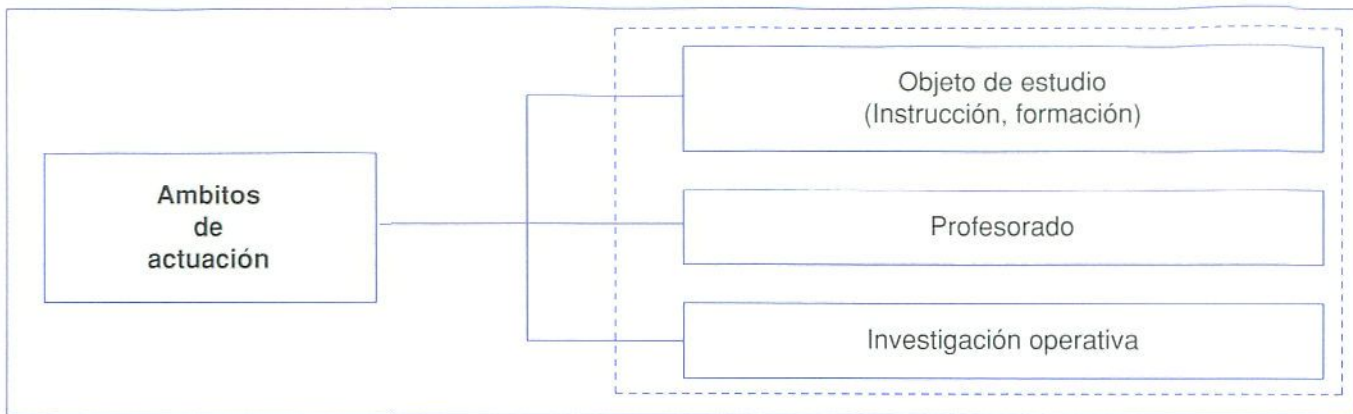 Objeto de estudio
(Instrucción, formación)
Ambitos
de
actuación
Profesorado
Investigación operativa